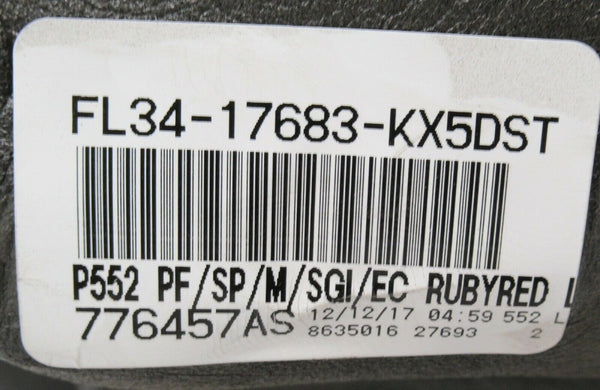 FL34-17683-KX5DST
P552 PF/SP/M/SGI/EC RUBYRED L
776457AS 12/12/17 04:59 552 L
8635016 27693 2